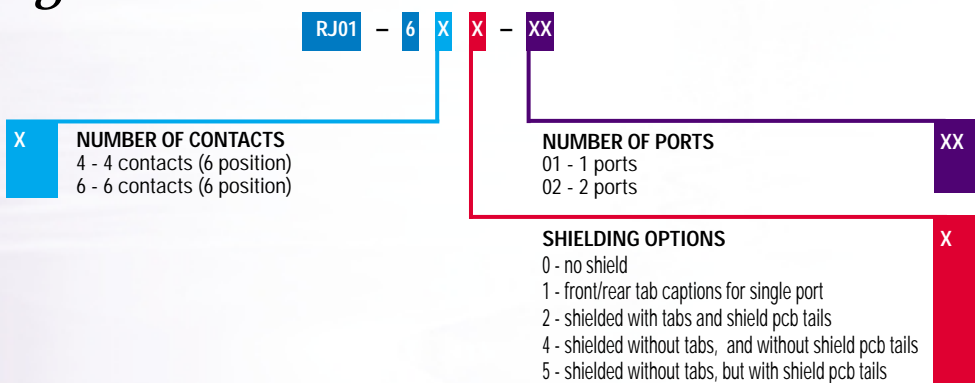 RJ01 – 6 X X – XX
X
NUMBER OF CONTACTS
4 - 4 contacts (6 position)
6 - 6 contacts (6 position)
NUMBER OF PORTS
01 - 1 ports
02 - 2 ports
XX
SHIELDING OPTIONS
0 - no shield
1 - front/rear tab captions for single port
2 - shielded with tabs and shield pcb tails
4 - shielded without tabs, and without shield pcb tails
5 - shielded without tabs, but with shield pcb tails
X